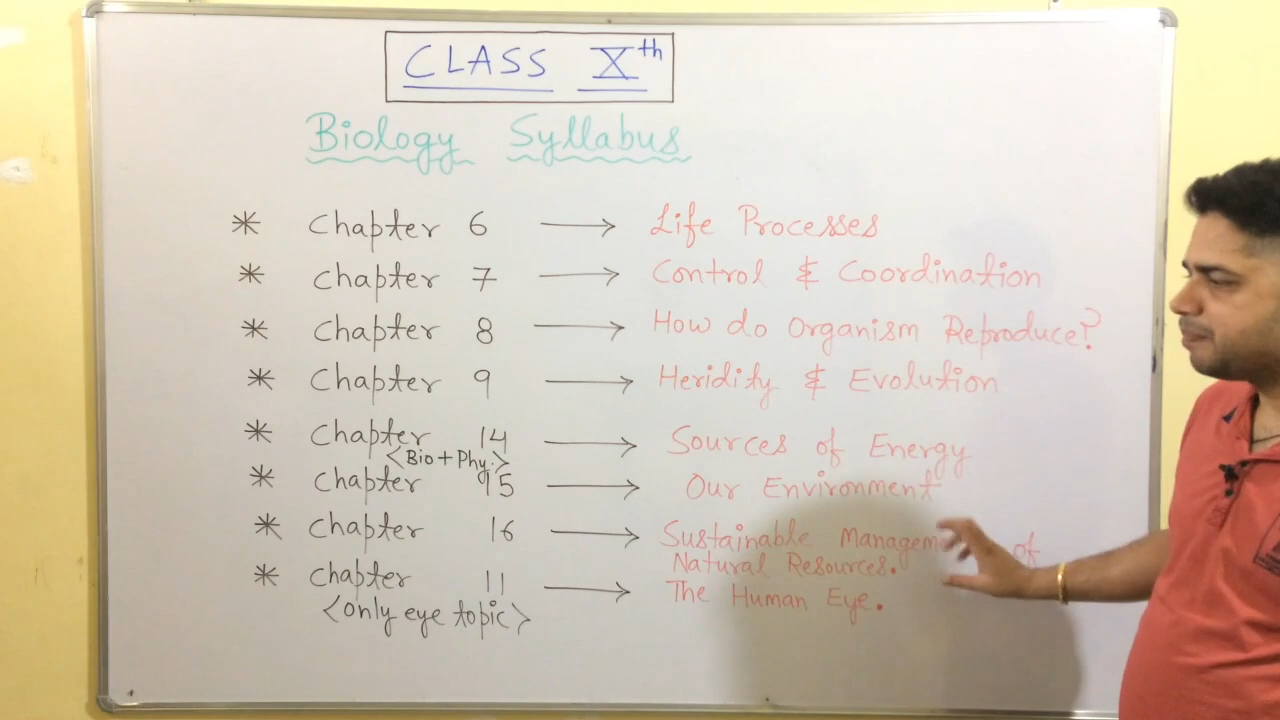 CLASS Xth
Biology Syllabus
* Chapter 6 → Life Processes
* Chapter 7 → Control & Coordination
* Chapter 8 → How do Organism Reproduce?
* Chapter 9 → Heridity & Evolution
* Chapter 14 → Sources of Energy
<Bio+Phy.>
* Chapter 15 → Our Environment
* Chapter 16 → Sustainable Managem of
Natural Resources.
* Chapter 11 → The Human Eye.
<only eye topic>